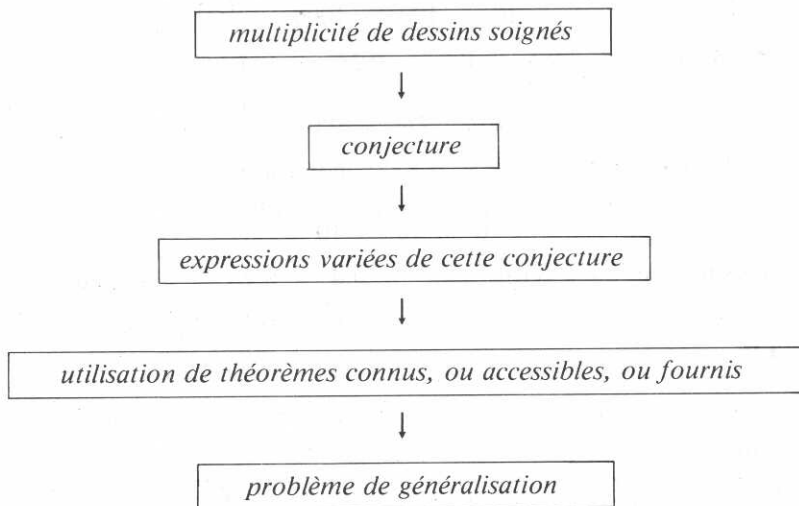 multiplicité de dessins soignés
conjecture
expressions variées de cette conjecture
utilisation de théorèmes connus, ou accessibles, ou fournis
problème de généralisation